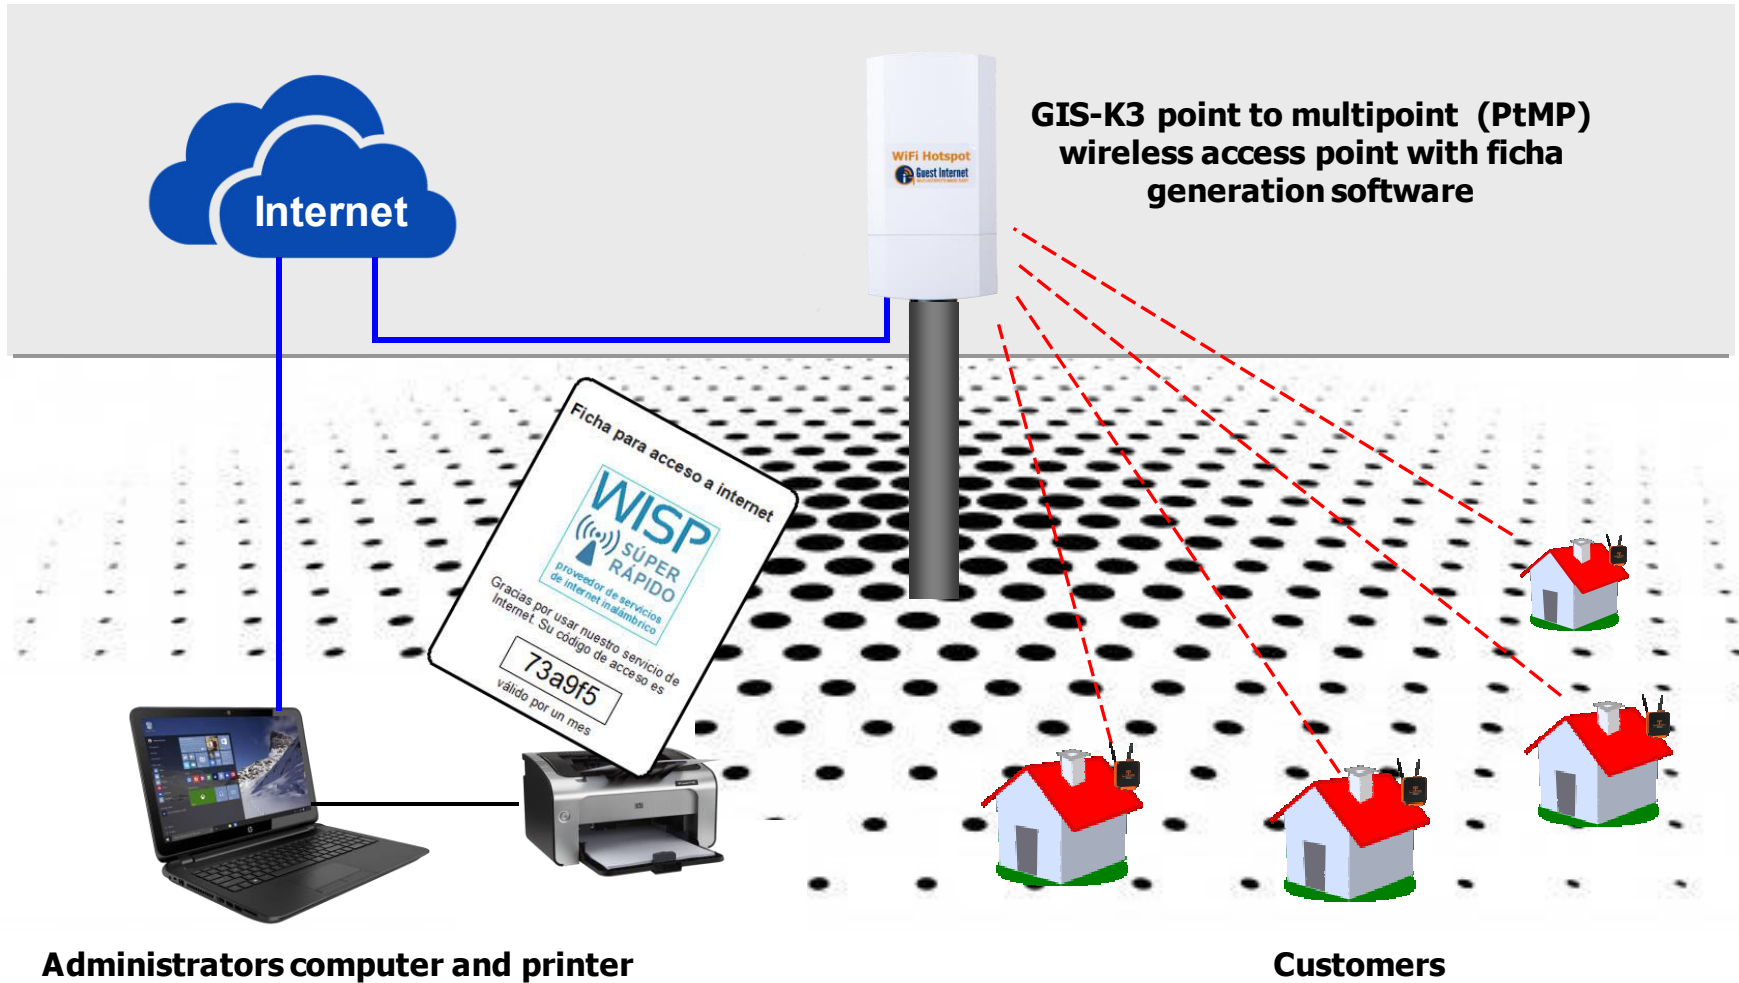 GIS-K3 point to multipoint (PtMP)
wireless access point with ficha
generation software
WiFi Hotspot
Guest Internet
Internet
Ficha para acceso a internet
WISP
SÚPER
RÁPIDO
proveedor de servicios
de internet inalámbrico
Gracias por usar nuestro servicio de
Internet. Su código de acceso es
73a9f5
válido por un mes
Administrators computer and printer
Customers